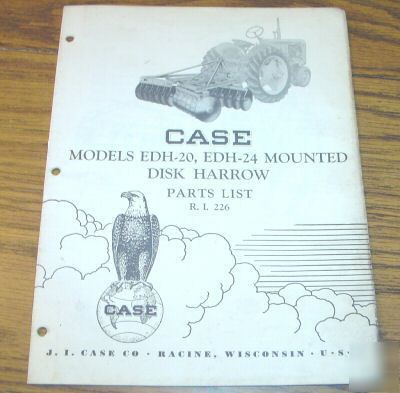 CASE
MODELS EDH-20, EDH-24 MOUNTED
DISK HARROW
PARTS LIST
R. I. 226
CASE
J. I. CASE CO · RACINE, WISCONSIN · U · S ·